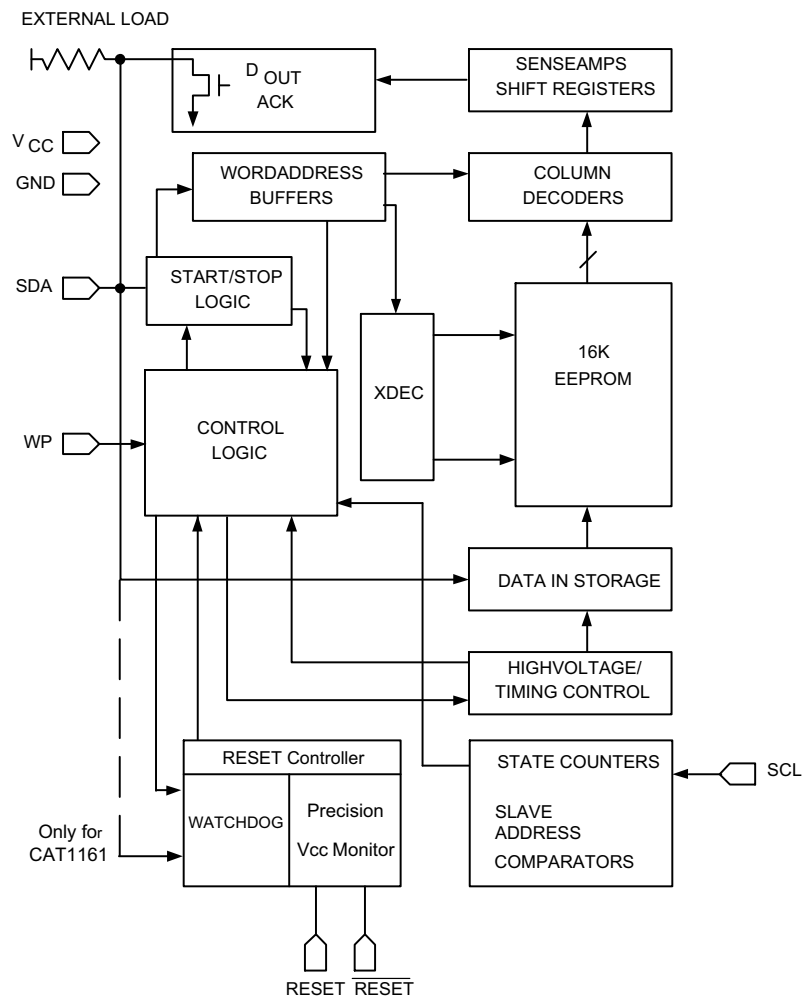 EXTERNAL LOAD
D OUT
ACK
SENSEAMPS
SHIFT REGISTERS
VCC
GND
WORDADDRESS
BUFFERS
COLUMN
DECODERS
SDA
START/STOP
LOGIC
XDEC
16K
EEPROM
WP
CONTROL
LOGIC
DATA IN STORAGE
HIGHVOLTAGE/
TIMING CONTROL
RESET Controller
WATCHDOG
Precision
Vcc Monitor
STATE COUNTERS
SLAVE
ADDRESS
COMPARATORS
SCL
Only for
CAT1161
RESET
RESET